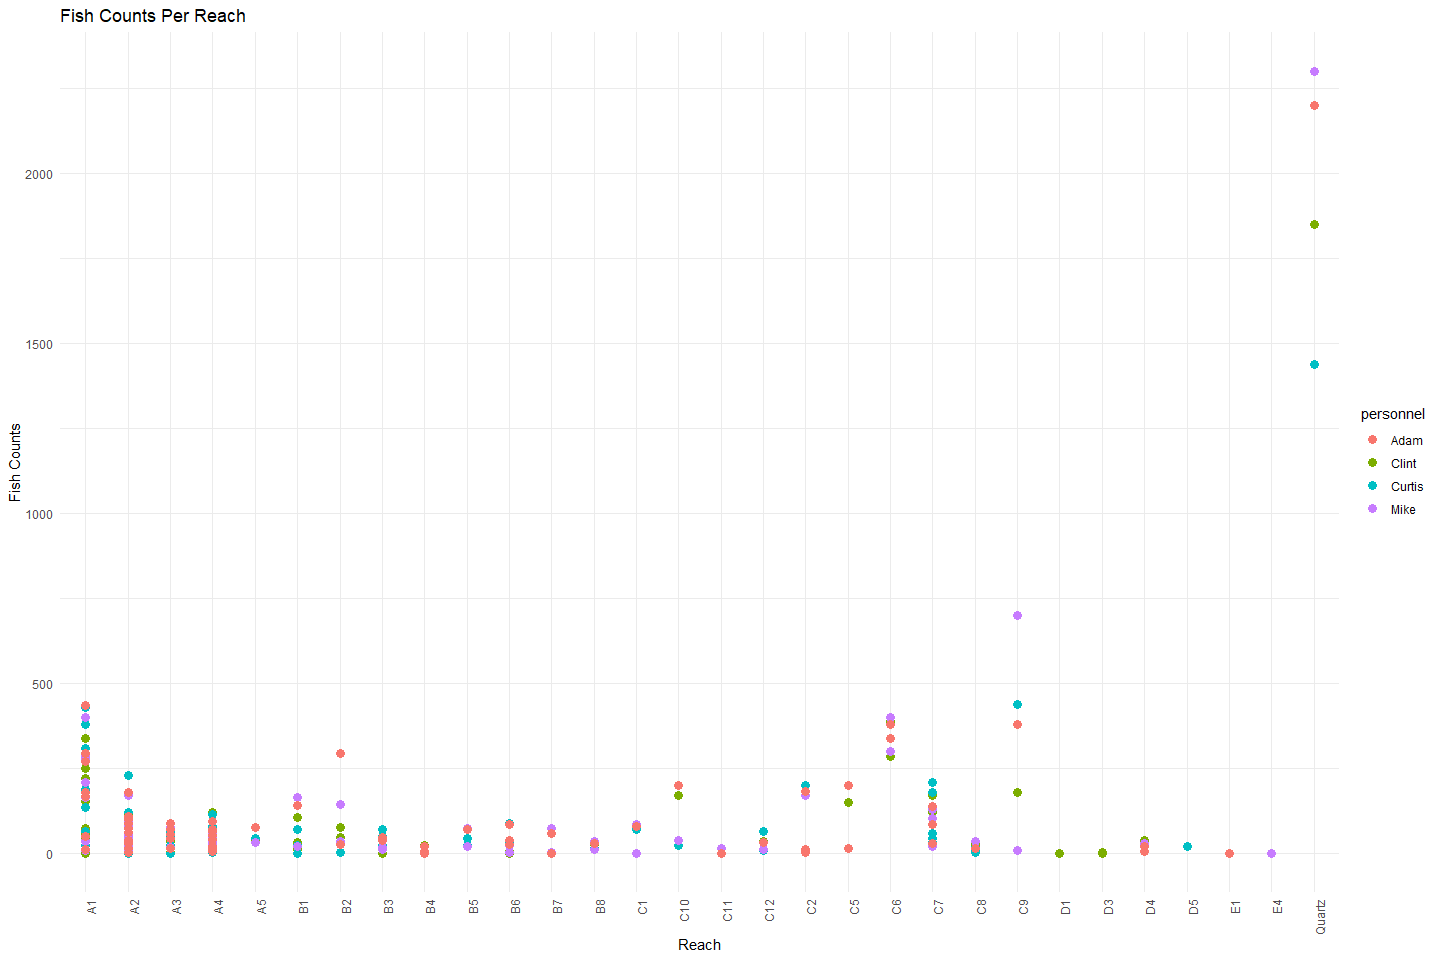 Fish Counts Per Reach
Fish Counts
2000
1500
1000
500
0
A1 A2 A3 A4 A5 B1 B2 B3 B4 B5 B6 B7 B8 C1 C10 C11 C12 C2 C5 C6 C7 C8 C9 D1 D3 D4 D5 E1 E4 Quartz
Reach
personnel
Adam
Clint
Curtis
Mike